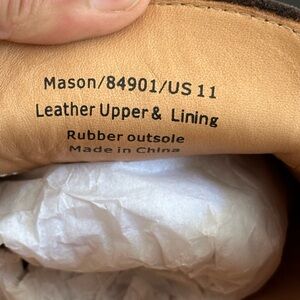 Mason/84901/US 11
Leather Upper & Lining
Rubber outsole
Made in China